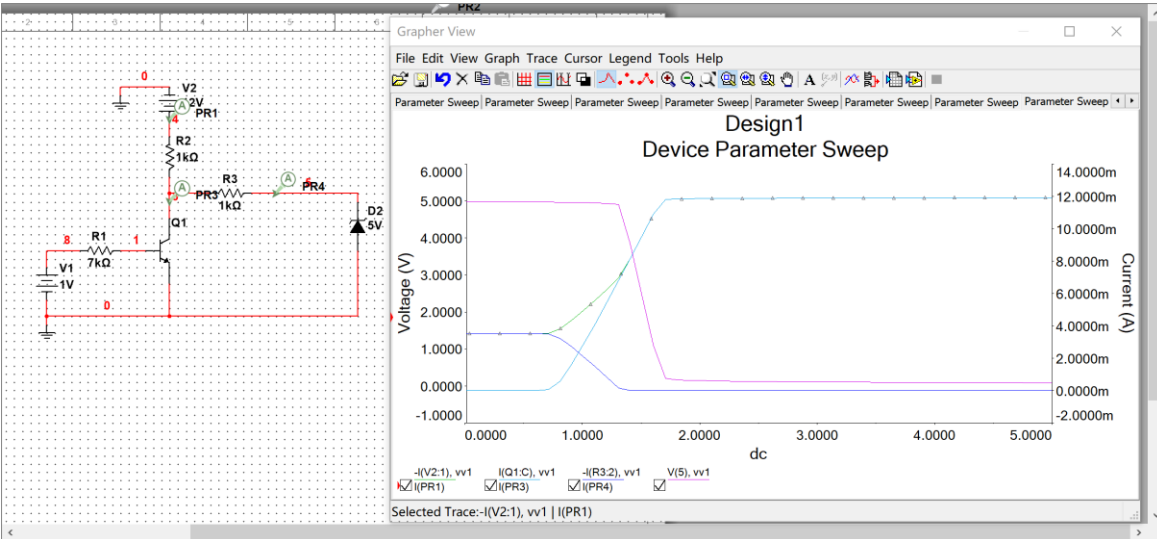 PR2
Grapher View
File Edit View Graph Trace Cursor Legend Tools Help
A
Parameter Sweep Parameter Sweep Parameter Sweep Parameter Sweep Parameter Sweep Parameter Sweep Parameter Sweep Parameter Sweep
Design1
Device Parameter Sweep
6.0000
5.0000
4.0000
3.0000
2.0000
1.0000
0.0000
-1.0000
Voltage (V)
14.0000m
12.0000m
10.0000m
8.0000m
6.0000m
4.0000m
2.0000m
0.0000m
-2.0000m
Current (A)
0.0000 1.0000 2.0000 3.0000 4.0000 5.0000
dc
-I(V2:1), vv1 I(Q1:C), vv1 -I(R3:2), vv1 V(5), vv1
I(PR1) I(PR3) I(PR4)
Selected Trace:-I(V2:1), vv1 | I(PR1)
0
V2
A
PR1
4
R2
1kΩ
A
PR3
R3
1kΩ
A
PR4
D2
5V
Q1
8
R1
7kΩ
1
V1
1V
0